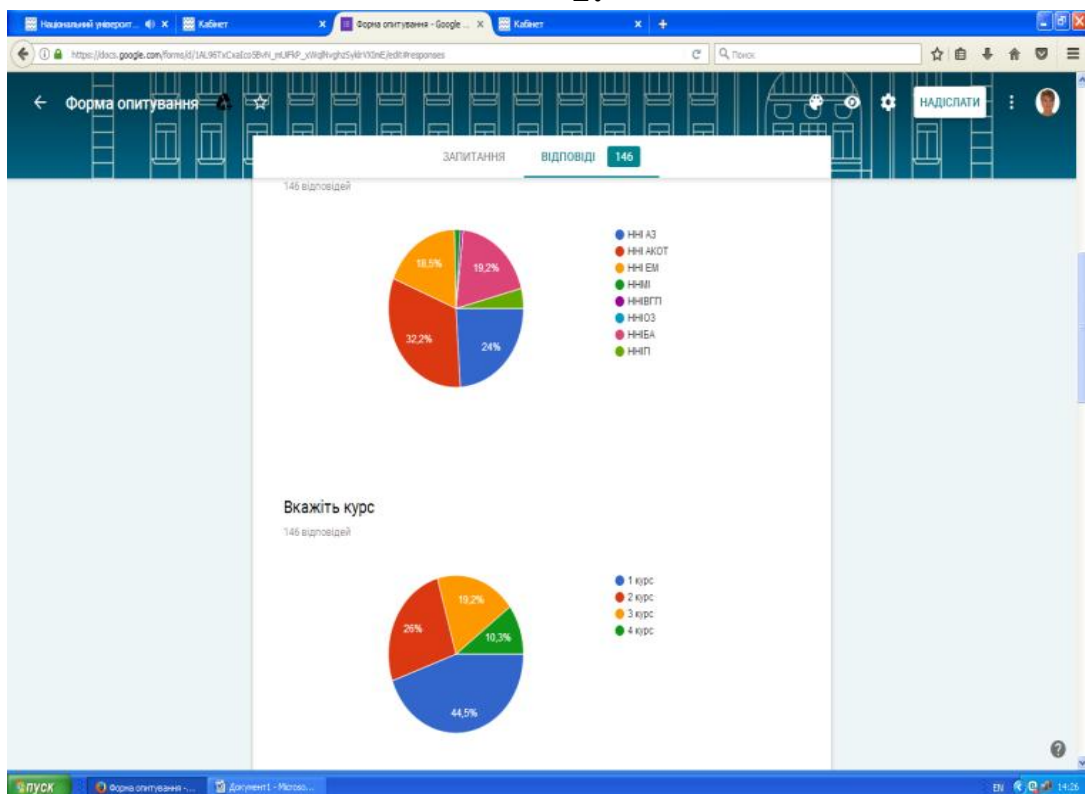 Національний університ...
Кабінет
Форма опитування - Google ...
Кабінет
Поиск
Форма опитування
НАДІСЛАТИ
ЗАПИТАННЯ
ВІДПОВІДІ
146
146 відповідей
18,5%
19,2%
32,2%
24%
ННІ АЗ
ННІ АКОТ
ННІ ЕМ
ННМІ
ННІВГП
ННІОЗ
ННІБА
ННІП
Вкажіть курс
146 відповідей
19,2%
26%
10,3%
44,5%
1 курс
2 курс
3 курс
4 курс
пуск
Форма опитування -...
Документ1 - Microso...
EN
14:26